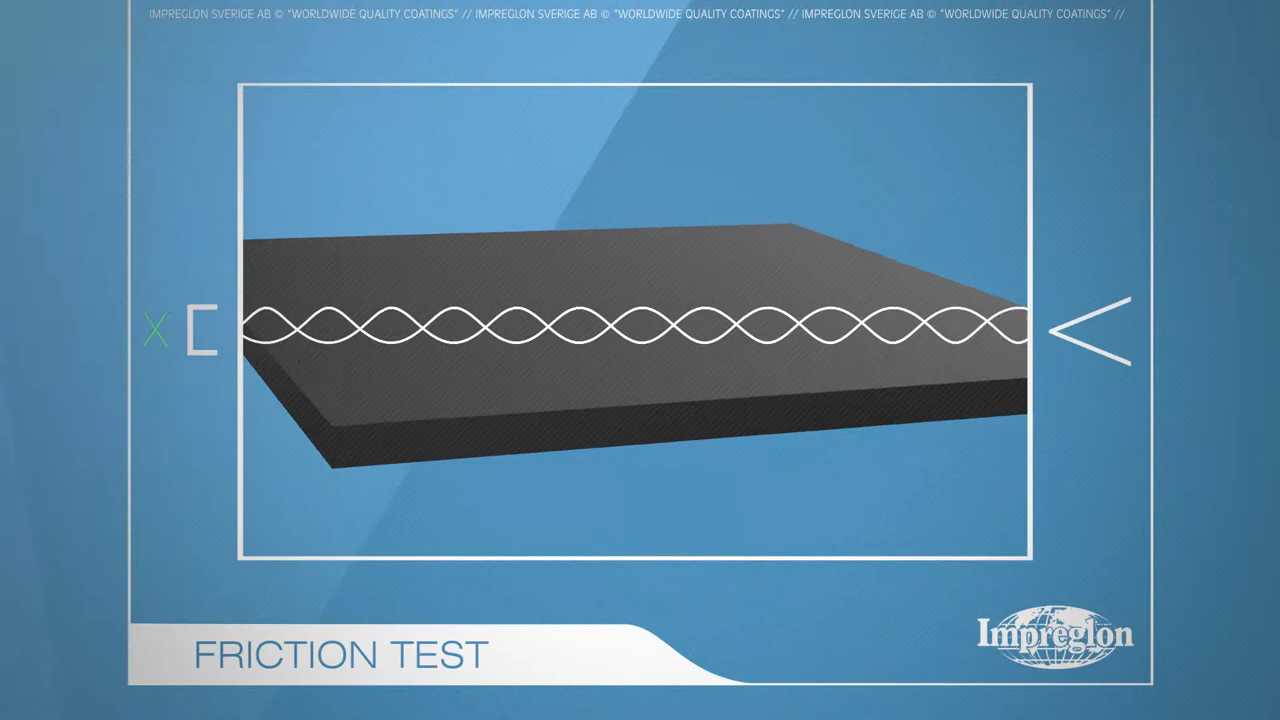 IMPREGLON SVERIGE AB © "WORLDWIDE QUALITY COATINGS" // IMPREGLON SVERIGE AB © "WORLDWIDE QUALITY COATINGS" // IMPREGLON SVERIGE AB © "WORLDWIDE QUALITY COATINGS" //
X
Impreglon
FRICTION TEST